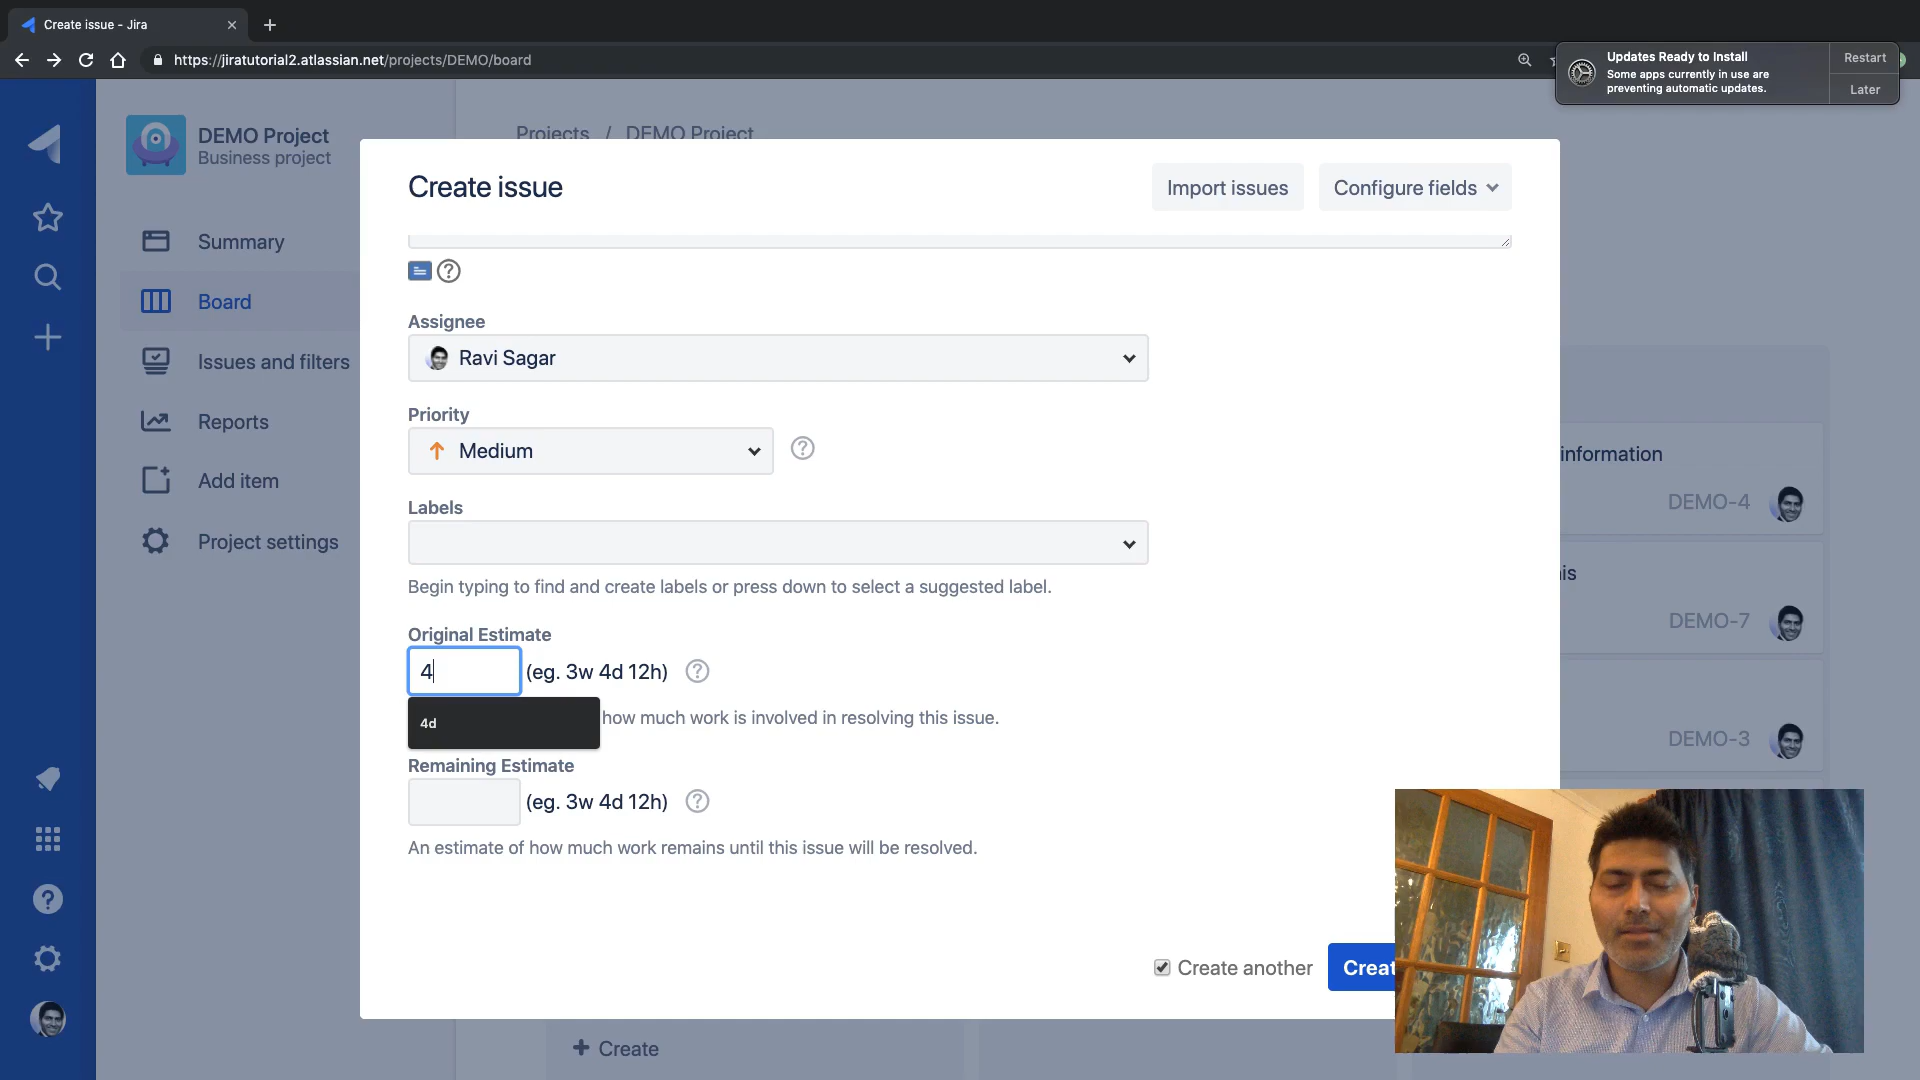 Create issue - Jira
https://jiratutorial2.atlassian.net/projects/DEMO/board
Updates Ready to Install
Some apps currently in use are
preventing automatic updates.
Restart
Later
DEMO Project
Business project
Projects / DEMO Project
Summary
Board
Issues and filters
Reports
Add item
Project settings
Create issue
Import issues
Configure fields
Assignee
Ravi Sagar
Priority
Medium
Labels
Begin typing to find and create labels or press down to select a suggested label.
Original Estimate
4
(eg. 3w 4d 12h)
4d
how much work is involved in resolving this issue.
Remaining Estimate
(eg. 3w 4d 12h)
An estimate of how much work remains until this issue will be resolved.
Create another
Creat
information
DEMO-4
is
DEMO-7
DEMO-3
Create